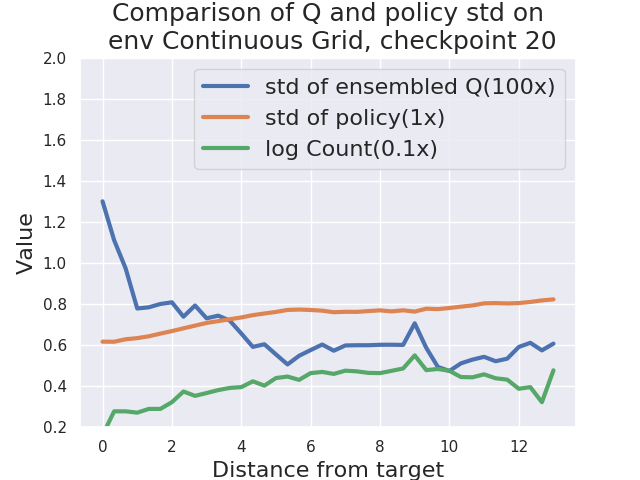 Comparison of Q and policy std on
env Continuous Grid, checkpoint 20
std of ensembled Q(100x)
std of policy(1x)
log Count(0.1x)
Value
2.0
1.8
1.6
1.4
1.2
1.0
0.8
0.6
0.4
0.2
0 2 4 6 8 10 12
Distance from target